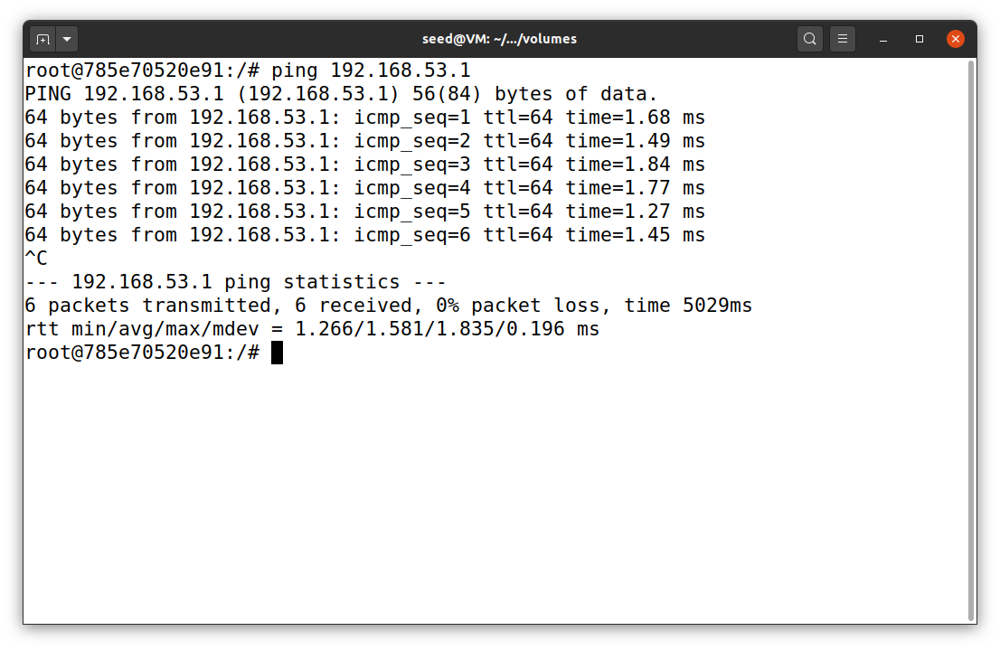 seed@VM: ~/.../volumes
root@785e70520e91:/# ping 192.168.53.1
PING 192.168.53.1 (192.168.53.1) 56(84) bytes of data.
64 bytes from 192.168.53.1: icmp_seq=1 ttl=64 time=1.68 ms
64 bytes from 192.168.53.1: icmp_seq=2 ttl=64 time=1.49 ms
64 bytes from 192.168.53.1: icmp_seq=3 ttl=64 time=1.84 ms
64 bytes from 192.168.53.1: icmp_seq=4 ttl=64 time=1.77 ms
64 bytes from 192.168.53.1: icmp_seq=5 ttl=64 time=1.27 ms
64 bytes from 192.168.53.1: icmp_seq=6 ttl=64 time=1.45 ms
^C
--- 192.168.53.1 ping statistics ---
6 packets transmitted, 6 received, 0% packet loss, time 5029ms
rtt min/avg/max/mdev = 1.266/1.581/1.835/0.196 ms
root@785e70520e91:/#